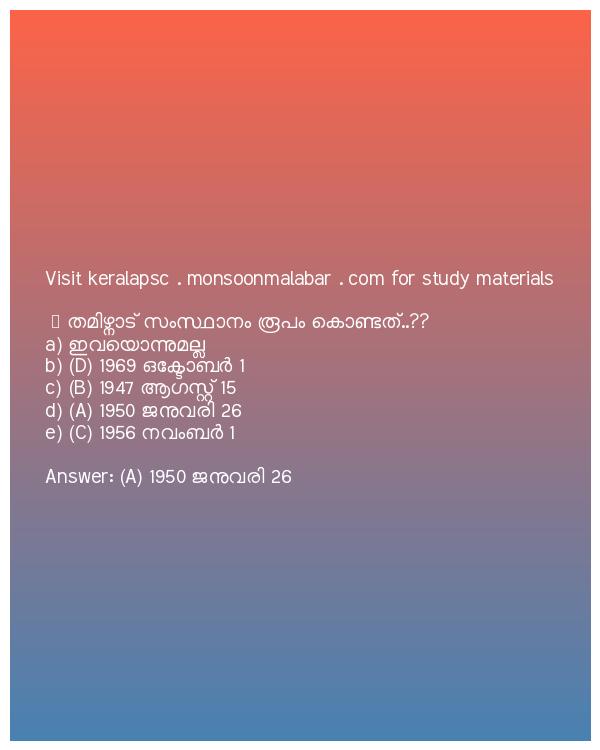 Visit keralapsc . monsoonmalabar . com for study materials
തമിഴ്നാട് സംസ്ഥാനം രൂപം കൊണ്ടത്..??
a) ഇവയൊന്നുമല്ല
b) (D) 1969 ഒക്ടോബർ 1
c) (B) 1947 ആഗസ്റ്റ് 15
d) (A) 1950 ജനുവരി 26
e) (C) 1956 നവംബർ 1
Answer: (A) 1950 ജനുവരി 26